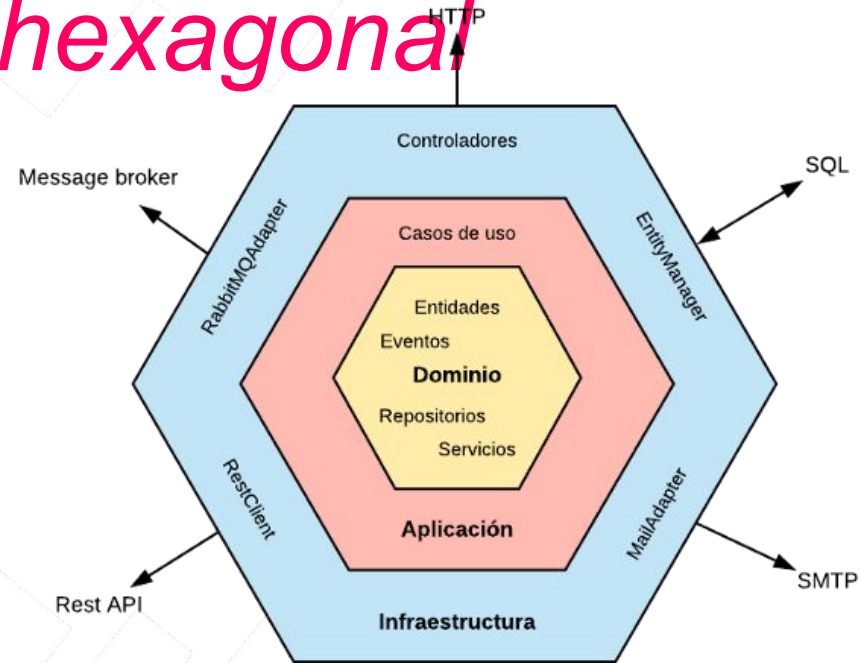 hexagonal
HTTP
Controladores
Message broker
SQL
RabbitMQAdapter
EntityManager
Casos de uso
Entidades
Eventos
Dominio
Repositorios
Servicios
RestClient
MailAdapter
Aplicación
Rest API
SMTP
Infraestructura